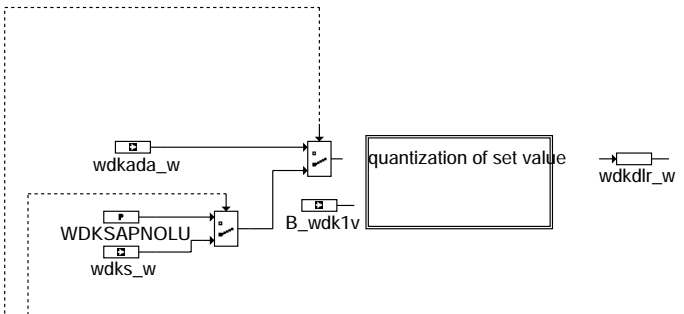 wdkada_w
quantization of set value
wdkdlr_w
P
WDKSAPNOLU
B_wdk1v
wdks_w